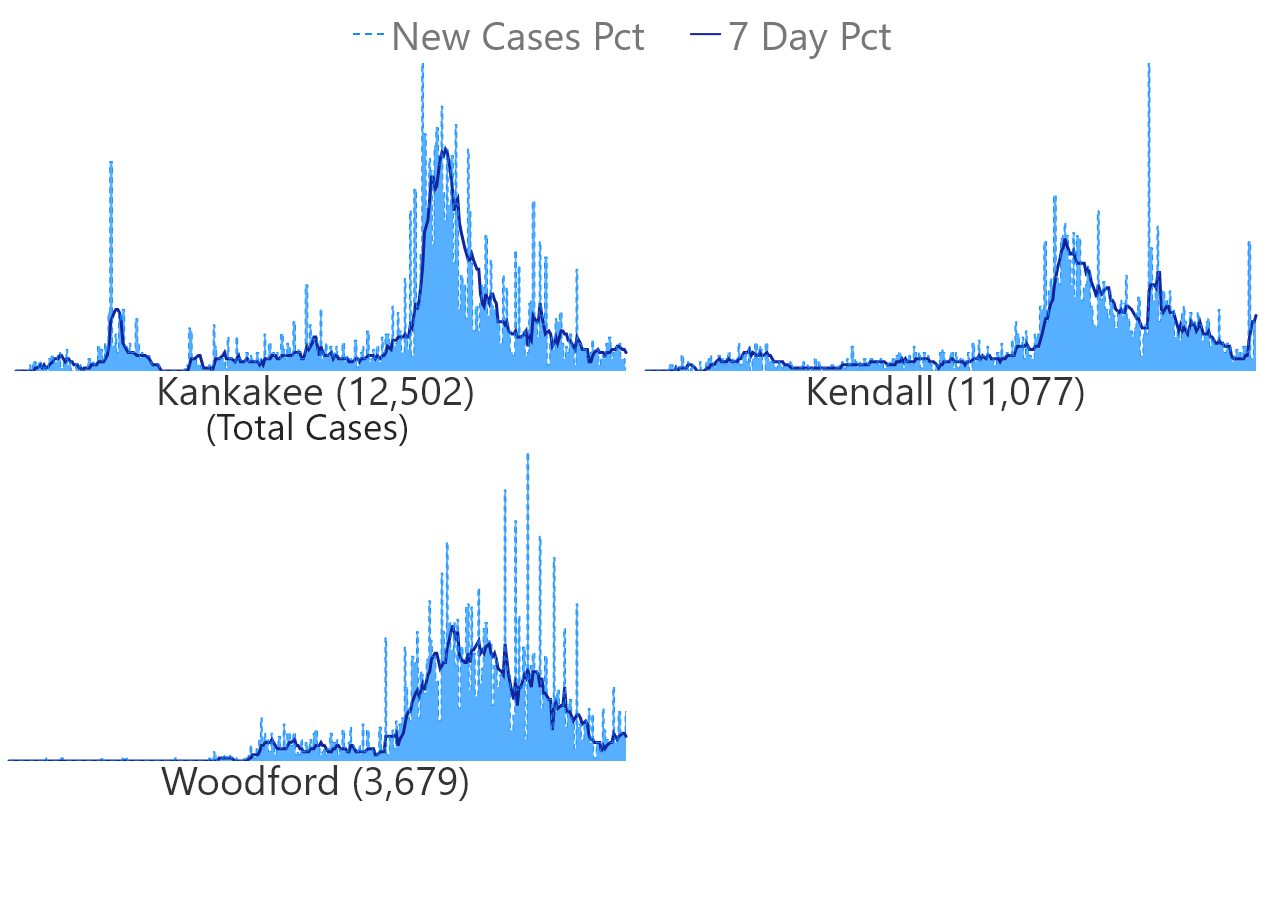 New Cases Pct 7 Day Pct
Kankakee (12,502)
(Total Cases)
Kendall (11,077)
Woodford (3,679)